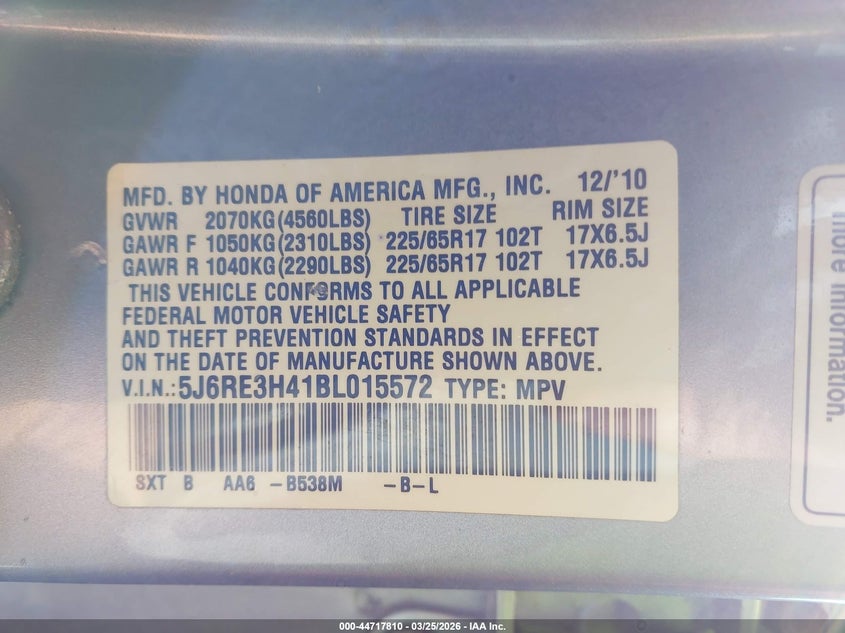 MFD. BY HONDA OF AMERICA MFG., INC. 12/'10
GVWR 2070KG(4560LBS) TIRE SIZE RIM SIZE
GAWR F 1050KG(2310LBS) 225/65R17 102T 17X6.5J
GAWR R 1040KG(2290LBS) 225/65R17 102T 17X6.5J
THIS VEHICLE CONFORMS TO ALL APPLICABLE
FEDERAL MOTOR VEHICLE SAFETY
AND THEFT PREVENTION STANDARDS IN EFFECT
ON THE DATE OF MANUFACTURE SHOWN ABOVE.
V.I.N.:5J6RE3H41BL015572 TYPE: MPV
SXT B AA6 -B538M -B-L
more information.
000-44717810 - 03/25/2026 - IAA Inc.